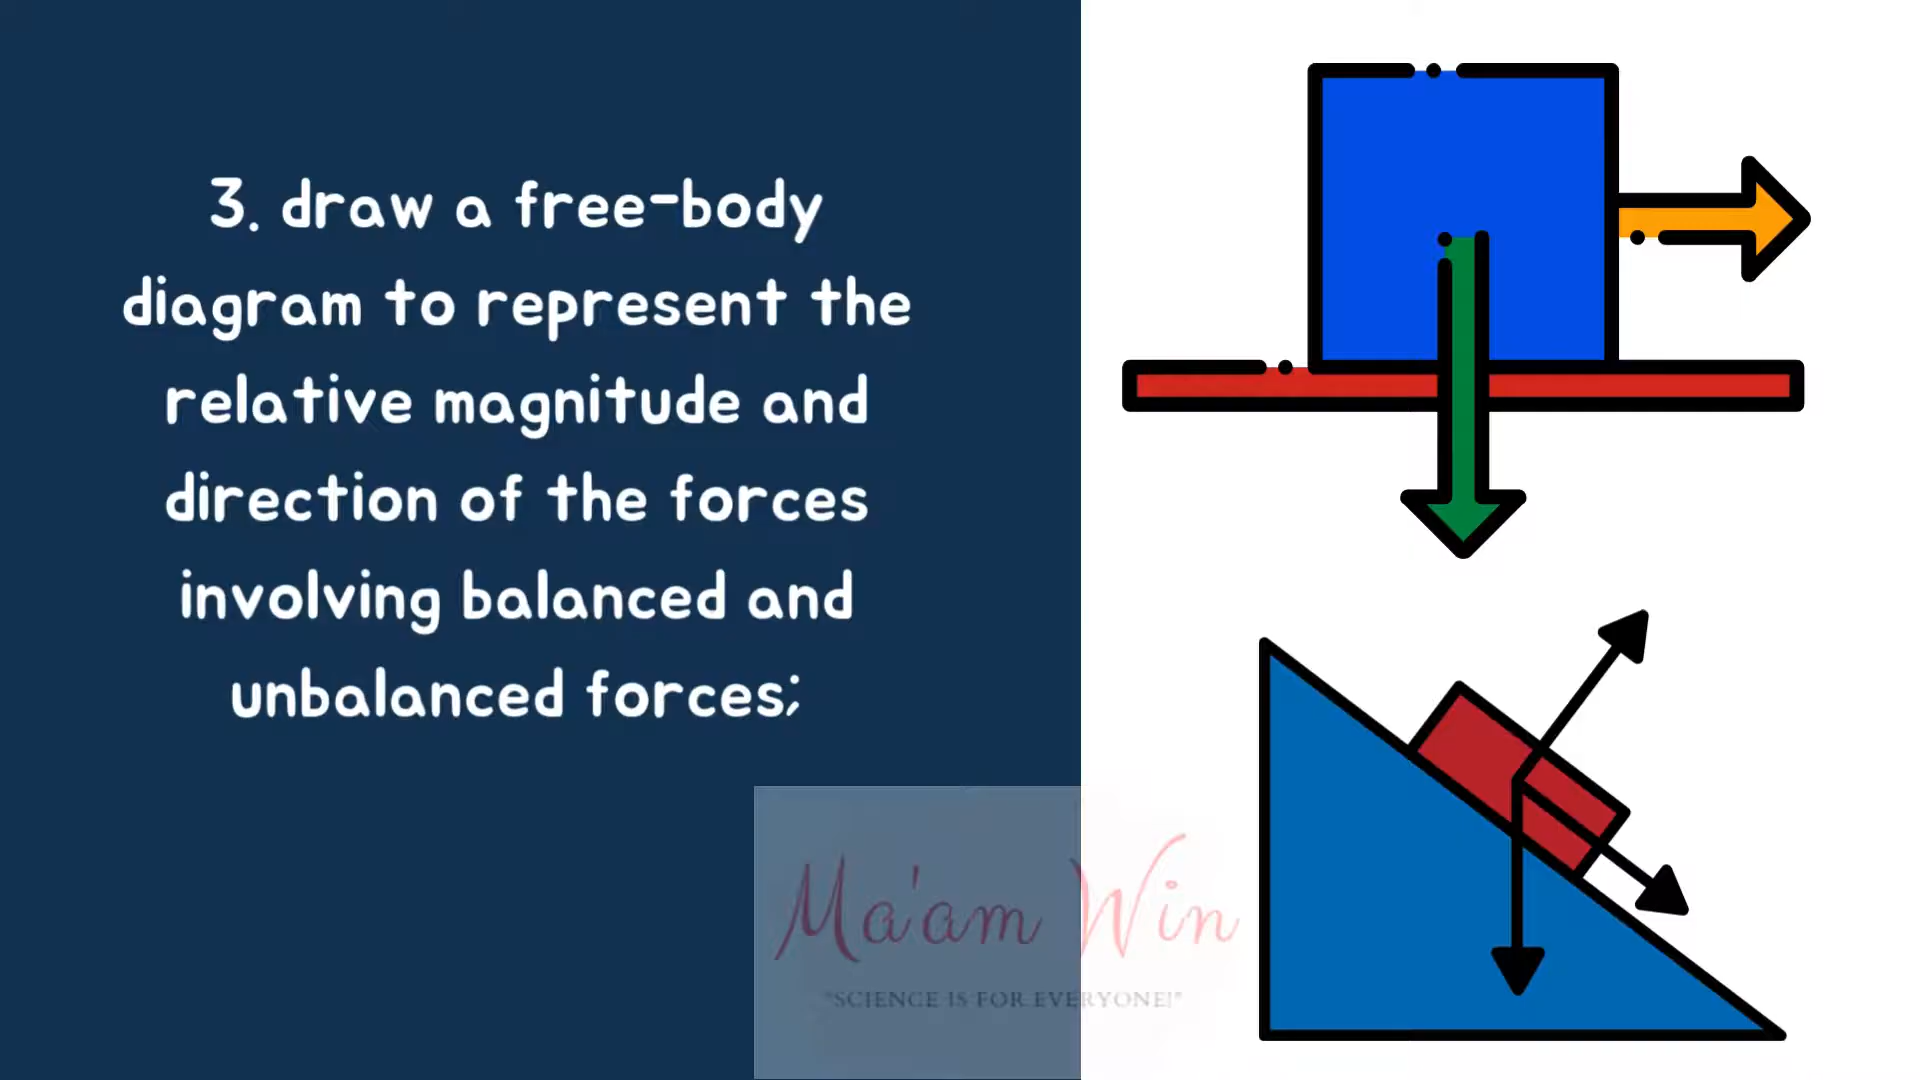 3. draw a free-body
diagram to represent the
relative magnitude and
direction of the forces
involving balanced and
unbalanced forces;
Ma'am Win
"SCIENCE IS FOR EVERYONE!"